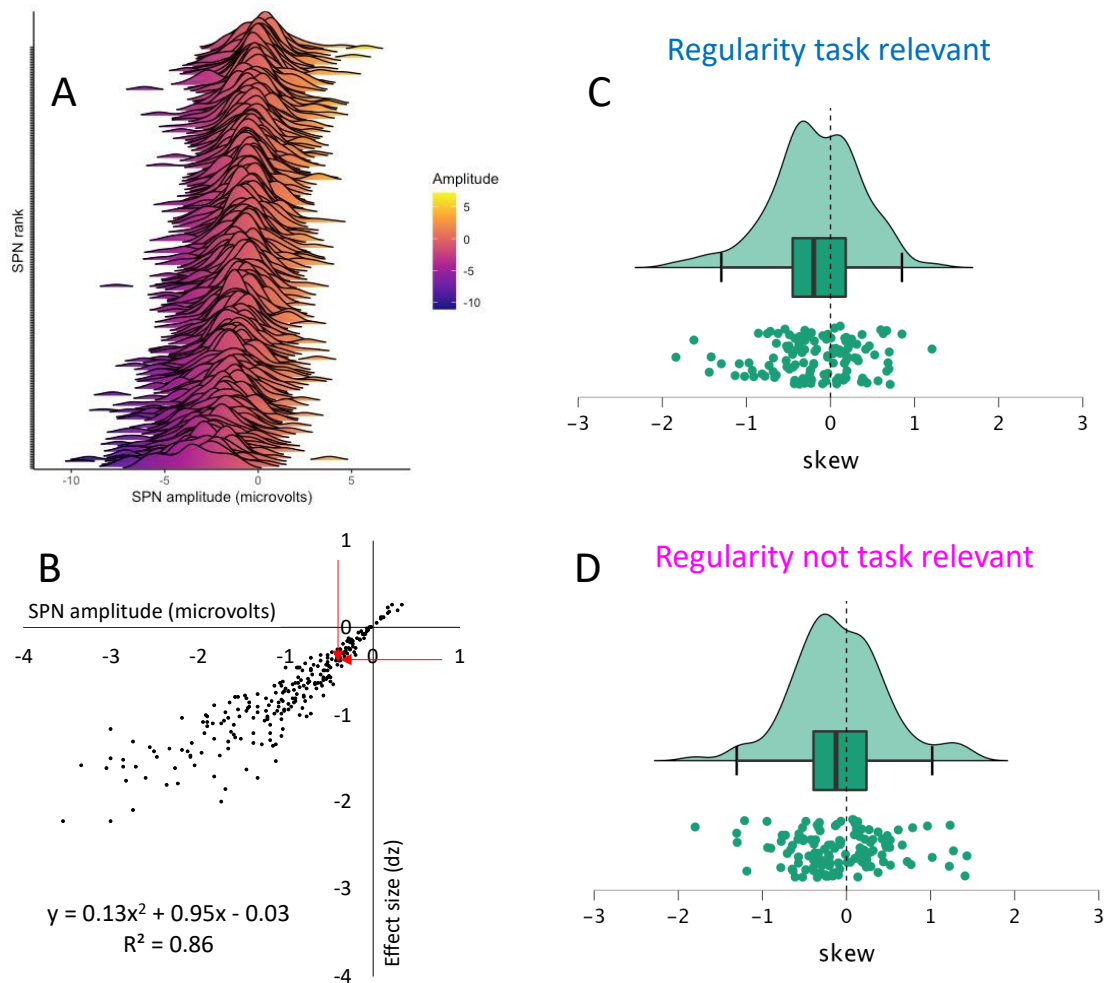 A
SPN rank
Amplitude
5
0
-5
-10
-10
-5
0
5
SPN amplitude (microvolts)
B
1
SPN amplitude (microvolts)
0
-4
-3
-2
-1
0
1
-1
-2
-3
-4
Effect size (dz)
y = 0.13x² + 0.95x - 0.03
R² = 0.86
Regularity task relevant
C
−3
−2
−1
0
1
2
3
skew
Regularity not task relevant
D
−3
−2
−1
0
1
2
3
skew